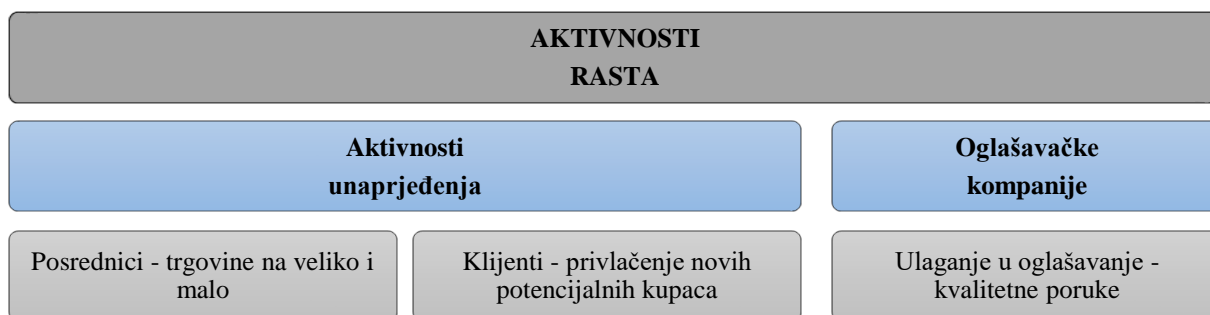 AKTIVNOSTI
RASTA
Aktivnosti
unaprjeđenja
Oglašavačke
kompanije
Posrednici - trgovine na veliko i
malo
Klijenti - privlačenje novih
potencijalnih kupaca
Ulaganje u oglašavanje -
kvalitetne poruke